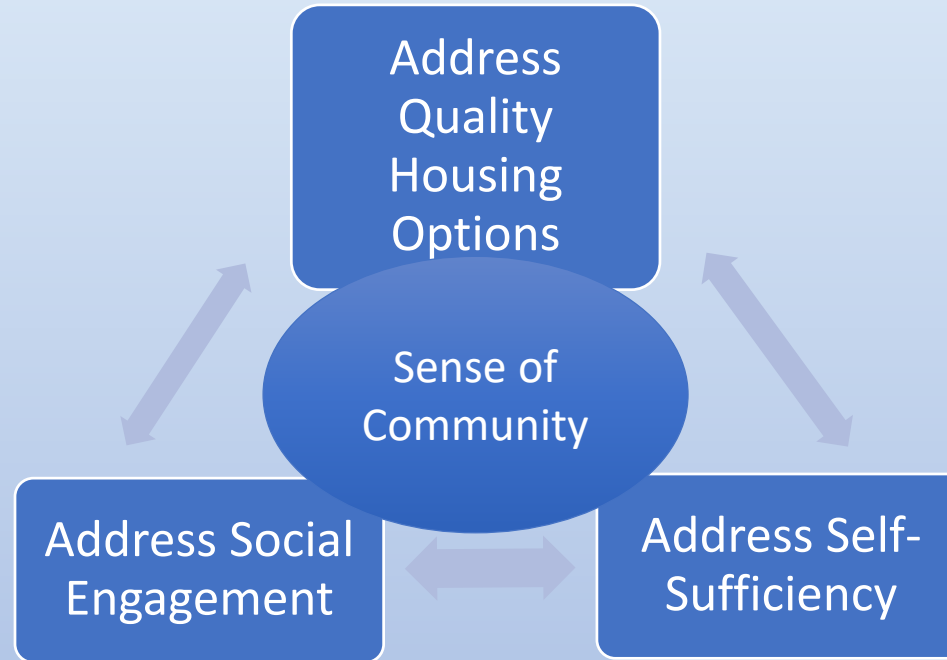 Address
Quality
Housing
Options
Sense of
Community
Address Social
Engagement
Address Self-
Sufficiency